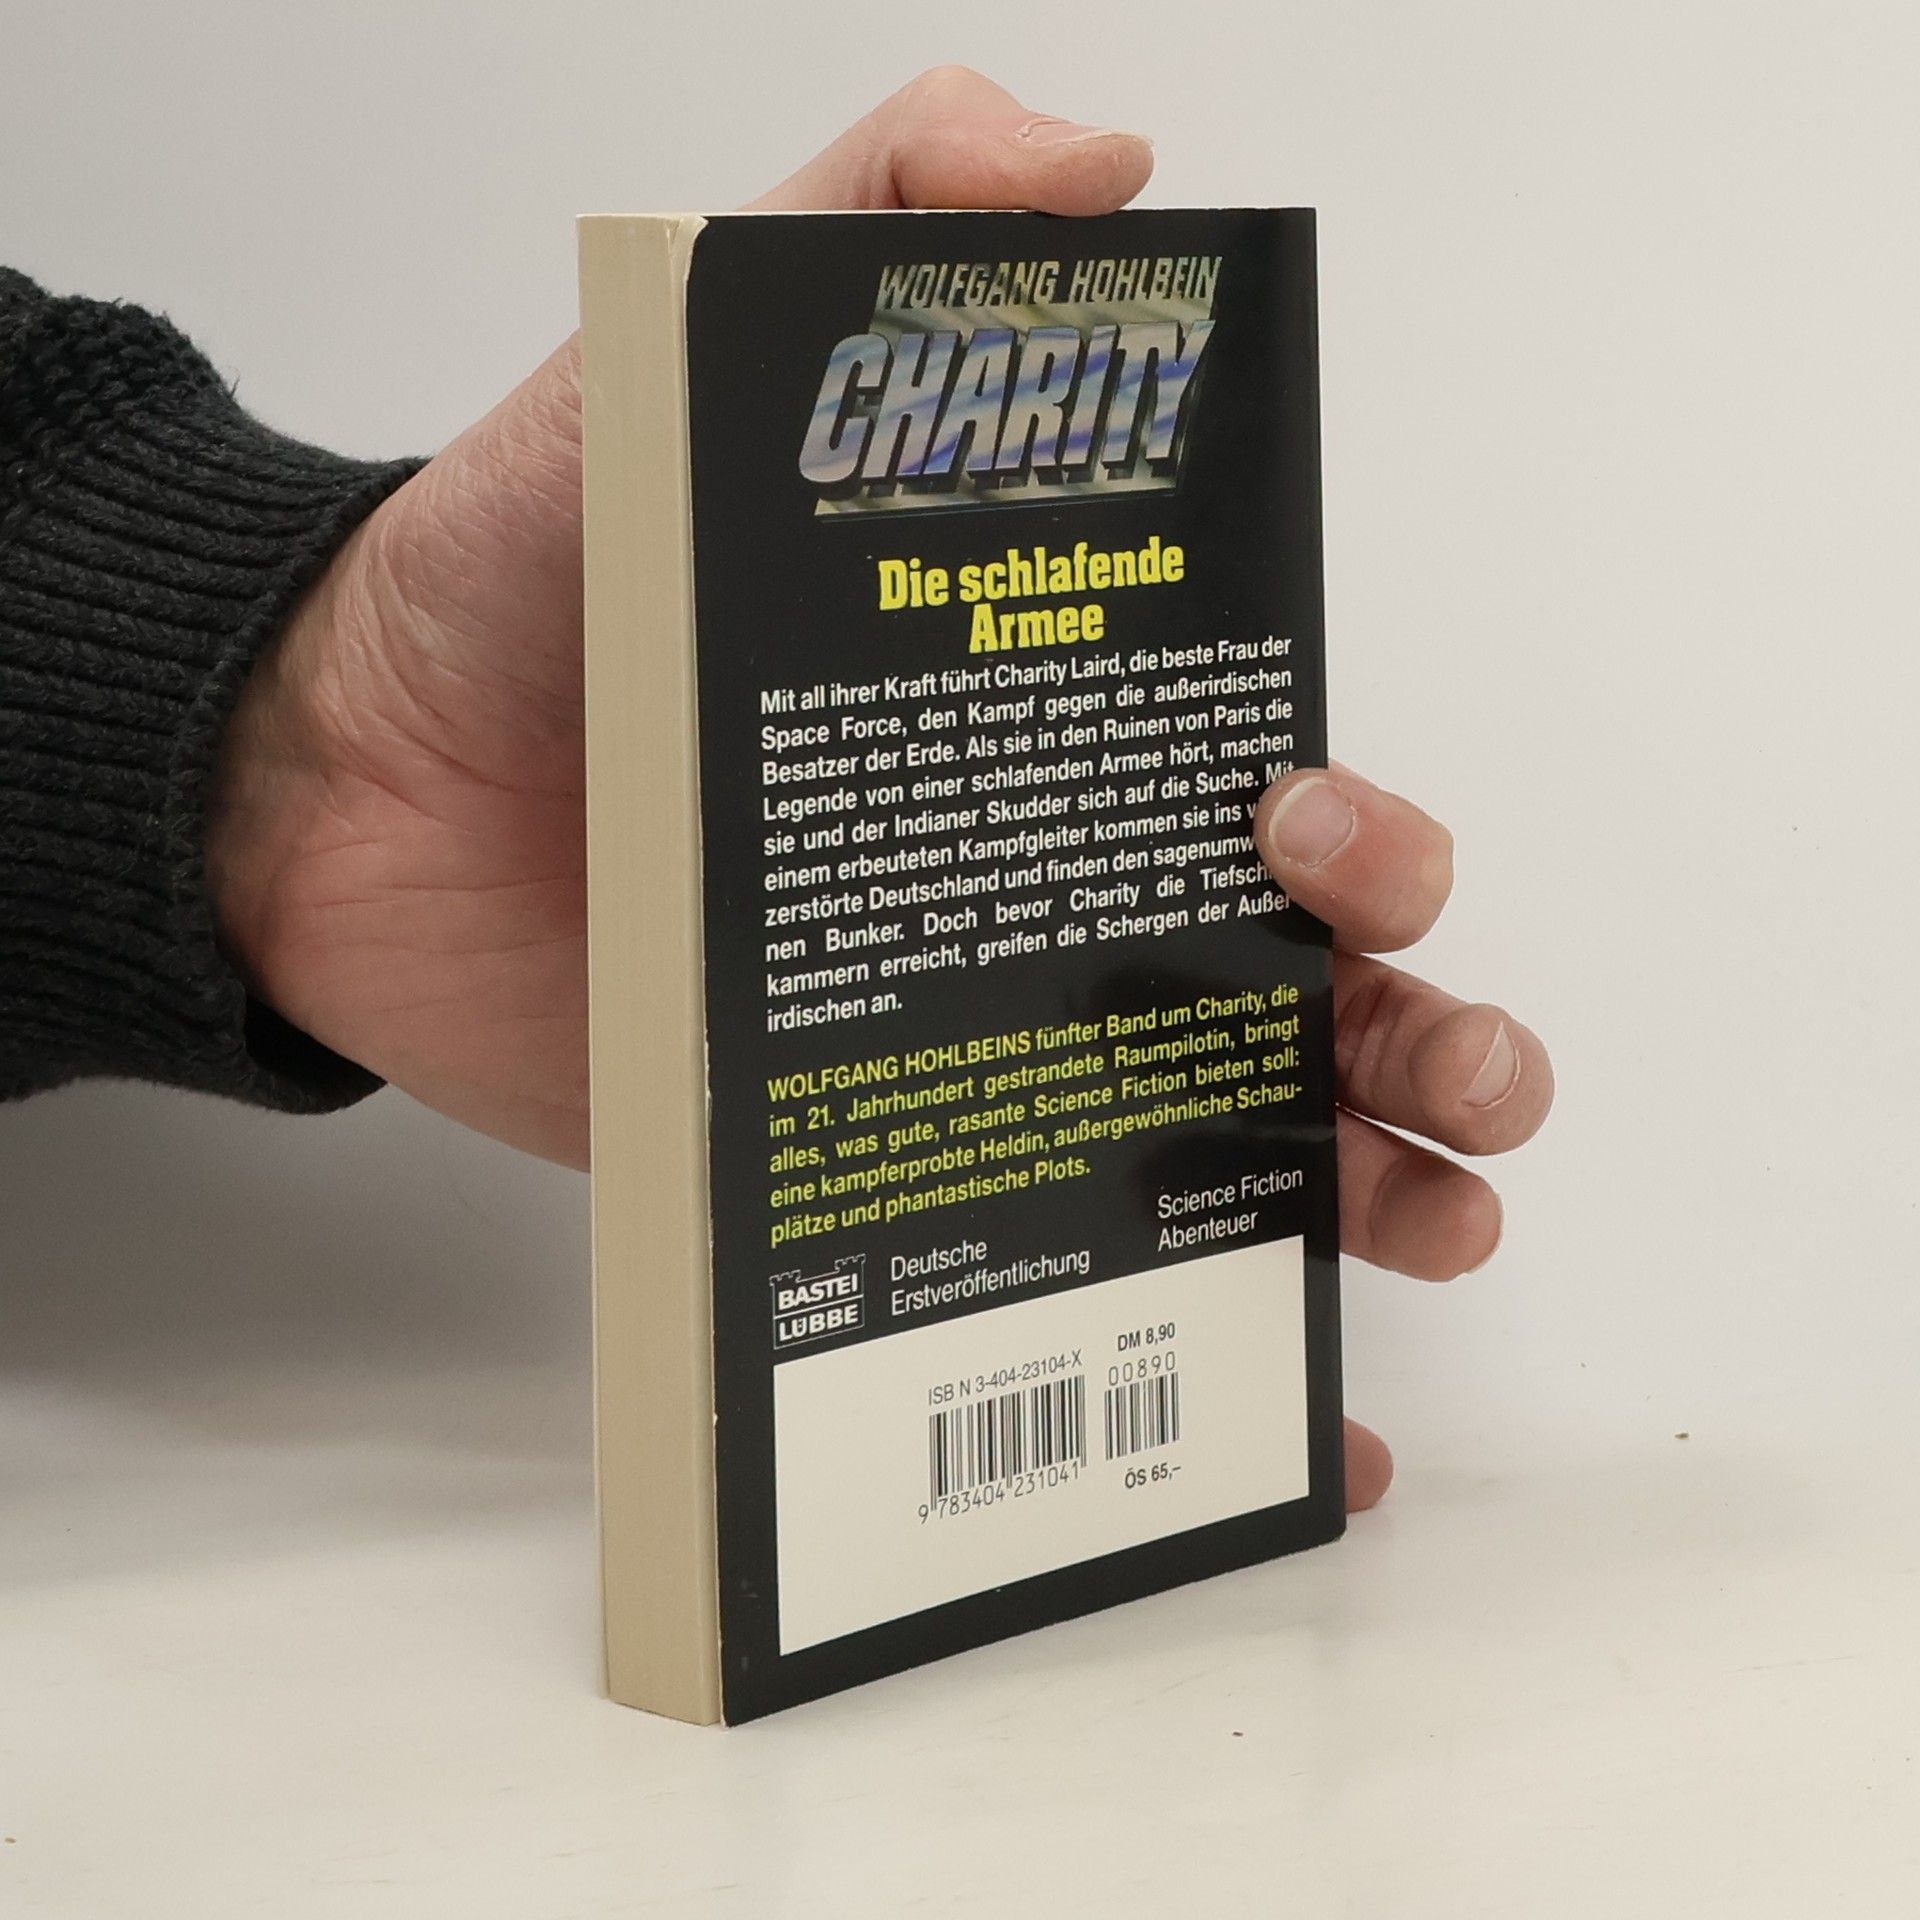 WOLFGANG HOHLBEIN
CHARITY
Die schlafende
Armee
Mit all ihrer Kraft führt Charity Laird, die beste Frau der
Space Force, den Kampf gegen die außerirdischen
Besatzer der Erde. Als sie in den Ruinen von Paris die
Legende von einer schlafenden Armee hört, machen
sie und der Indianer Skudder sich auf die Suche. Mit
einem erbeuteten Kampfgleiter kommen sie ins
zerstörte Deutschland und finden den
nen Bunker. Doch bevor Charity die
kammern erreicht, greifen die Schergen der Außer-
irdischen an.
WOLFGANG HOHLBEINS fünfter Band um Charity, die
im 21. Jahrhundert gestrandete Raumpilotin, bringt
alles, was gute, rasante Science Fiction bieten soll:
eine kampferprobte Heldin, außergewöhnliche Schau-
plätze und phantastische Plots.
BASTEI
LÜBBE
Deutsche
Erstveröffentlichung
Science Fiction
Abenteuer
ISBN 3-404-23104-X
DM 8,90
00890
9 783404 231041
ÖS 65,–